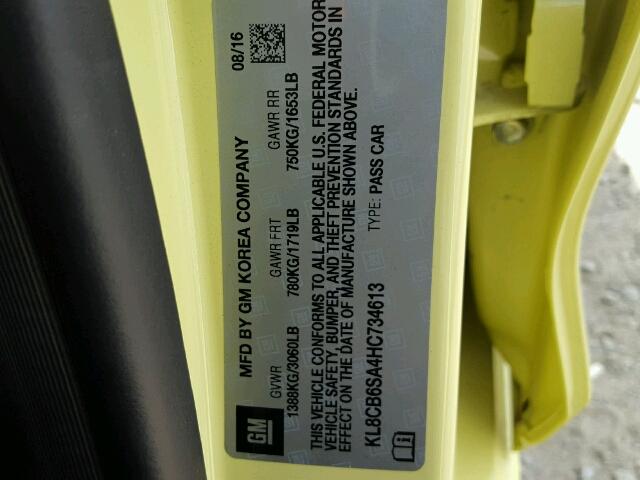 GM
MFD BY GM KOREA COMPANY
08/16
GVWR GAWR FRT GAWR RR
1388KG/3060LB 780KG/1719LB 750KG/1653LB
THIS VEHICLE CONFORMS TO ALL APPLICABLE U.S. FEDERAL MOTOR
VEHICLE SAFETY, BUMPER, AND THEFT PREVENTION STANDARDS IN
EFFECT ON THE DATE OF MANUFACTURE SHOWN ABOVE.
KL8CB6SA4HC734613 TYPE: PASS CAR